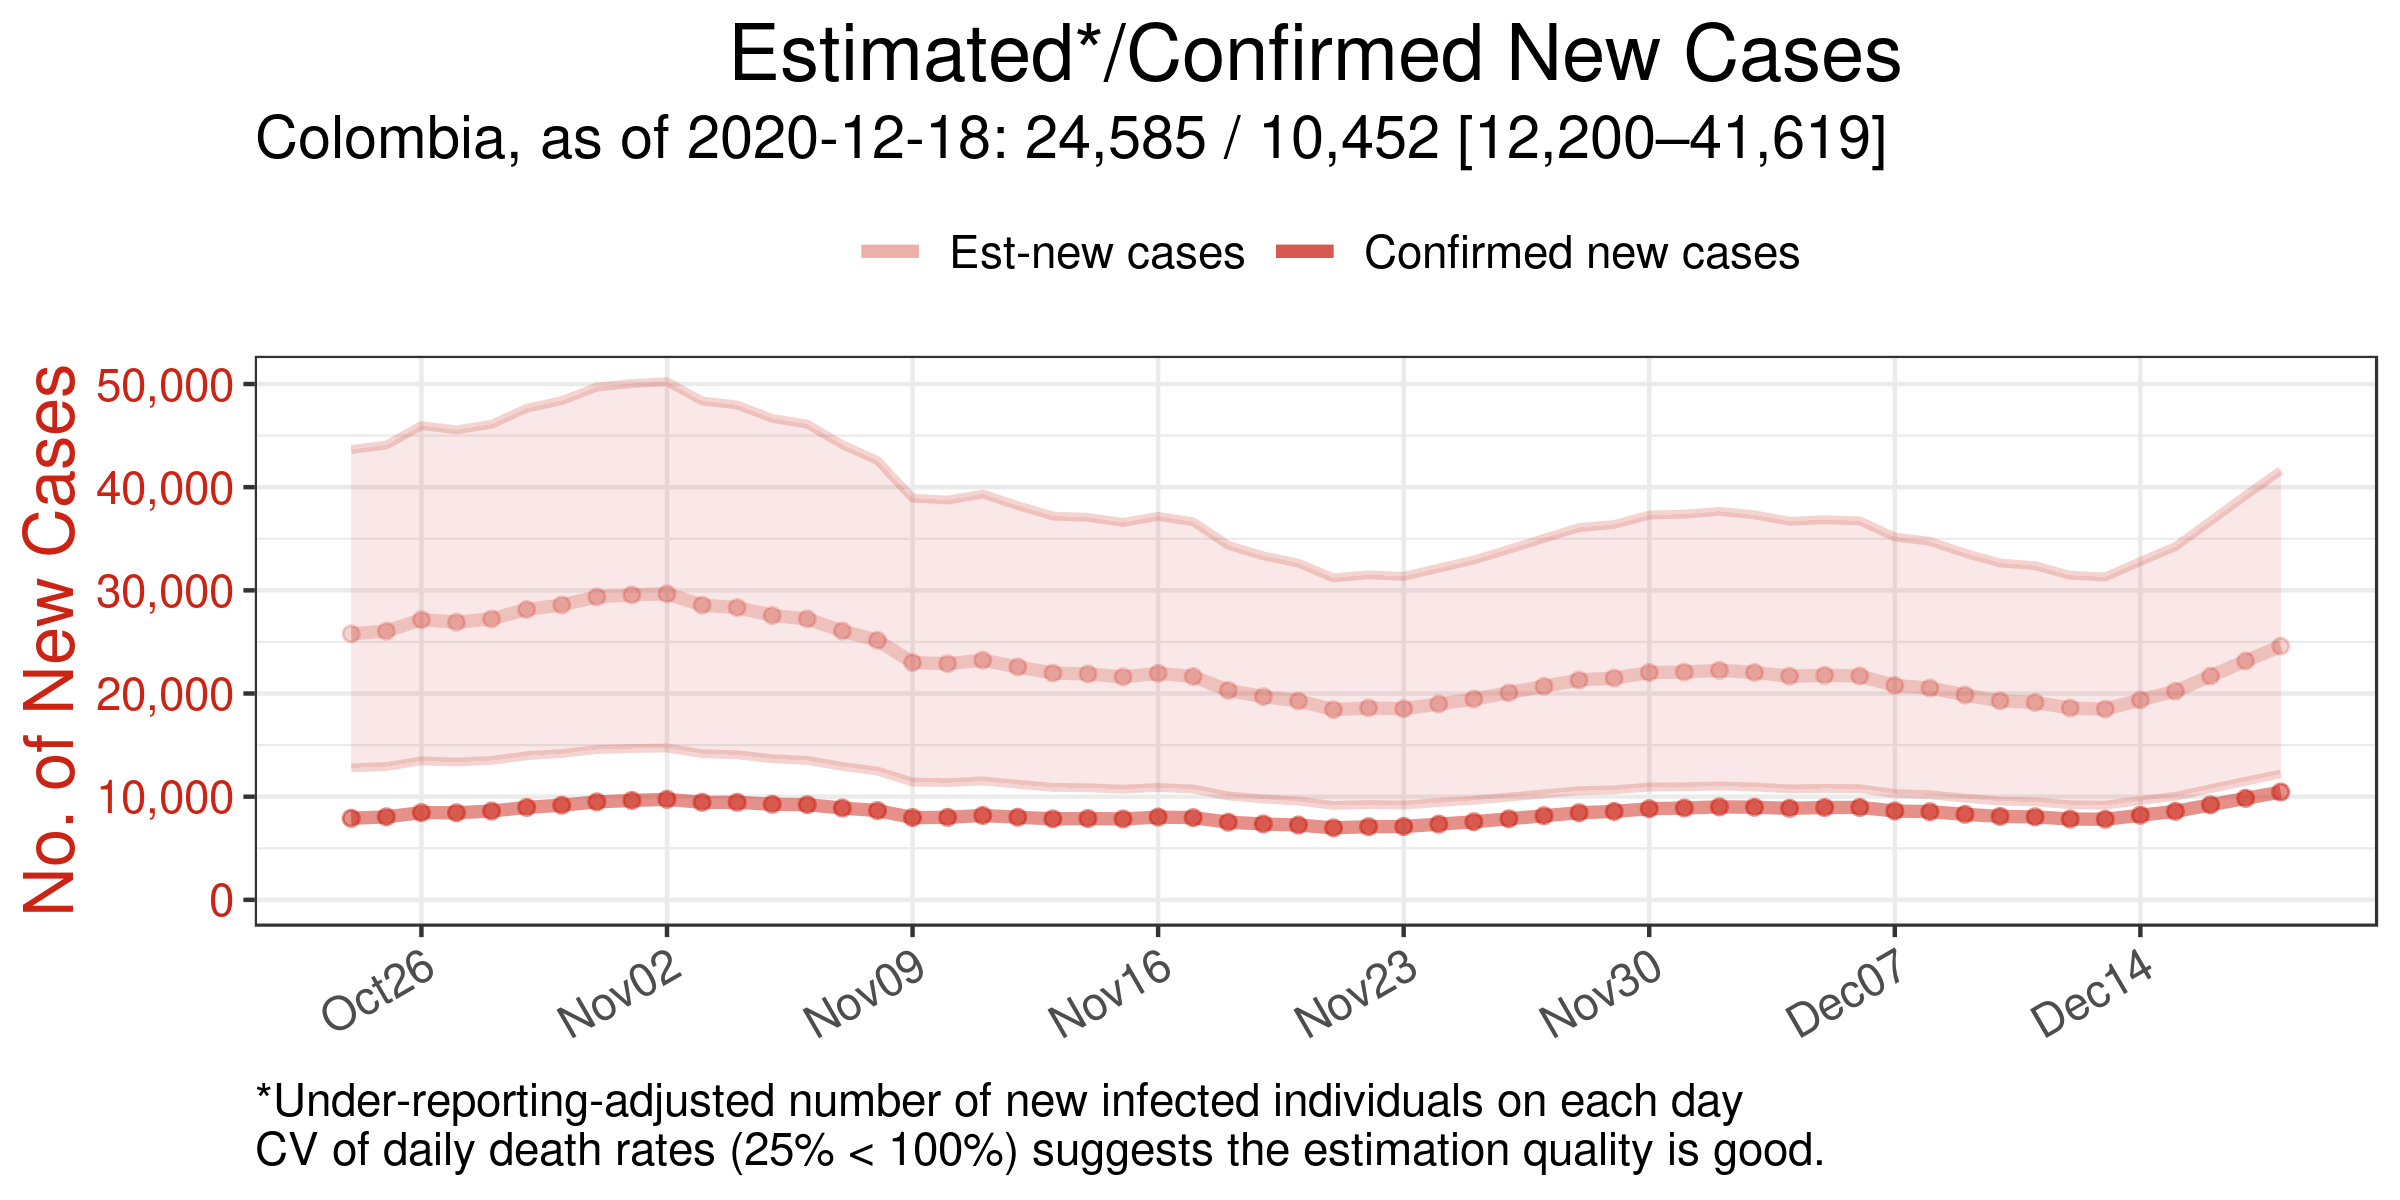 Estimated*/Confirmed New Cases
Colombia, as of 2020-12-18: 24,585 / 10,452 [12,200–41,619]
Est-new cases Confirmed new cases
No. of New Cases
50,000
40,000
30,000
20,000
10,000
0
Oct26 Nov02 Nov09 Nov16 Nov23 Nov30 Dec07 Dec14
*Under-reporting-adjusted number of new infected individuals on each day
CV of daily death rates (25% < 100%) suggests the estimation quality is good.